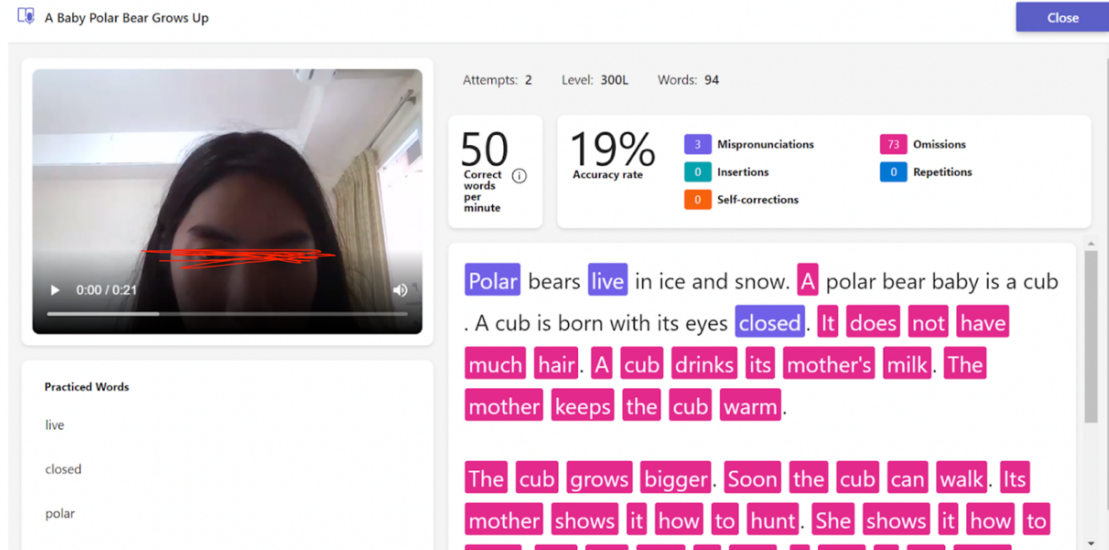 A Baby Polar Bear Grows Up
Close
0:00 / 0:21
Practiced Words
live
closed
polar
Attempts: 2 Level: 300L Words: 94
50
Correct
words
per
minute
19%
Accuracy rate
3 Mispronunciations
0 Insertions
0 Self-corrections
73 Omissions
0 Repetitions
Polar bears live in ice and snow. A polar bear baby is a cub
. A cub is born with its eyes closed. It does not have
much hair. A cub drinks its mother's milk. The
mother keeps the cub warm.
The cub grows bigger. Soon the cub can walk. Its
mother shows it how to hunt. She shows it how to